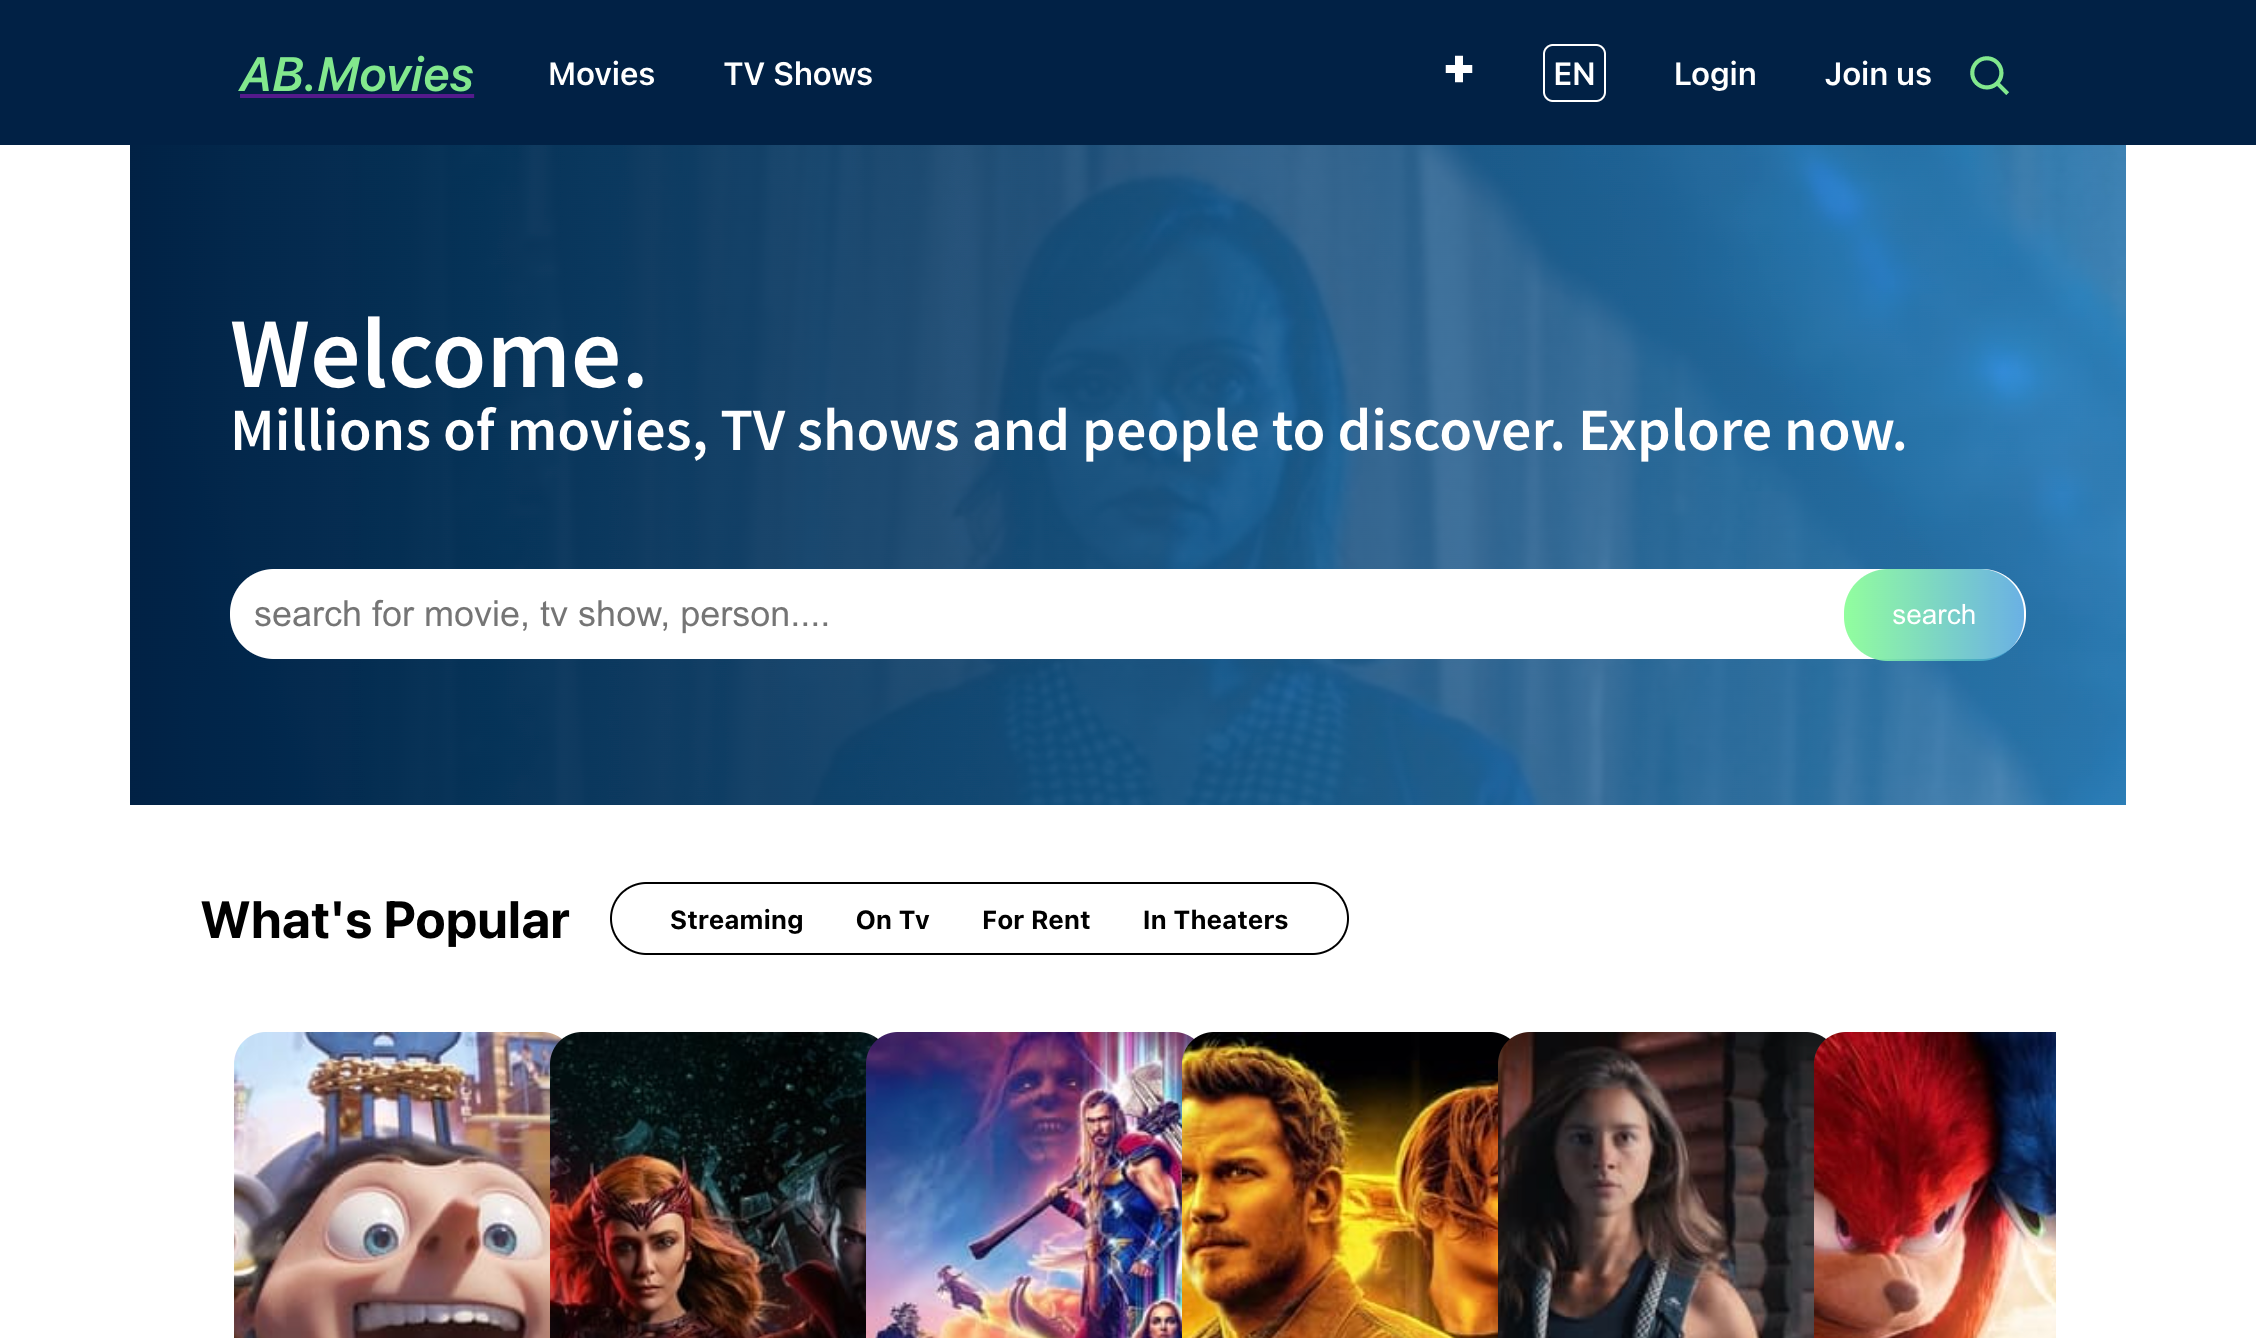 AB.Movies Movies TV Shows EN Login Join us
Welcome.
Millions of movies, TV shows and people to discover. Explore now.
search for movie, tv show, person.... search
What's Popular Streaming On Tv For Rent In Theaters